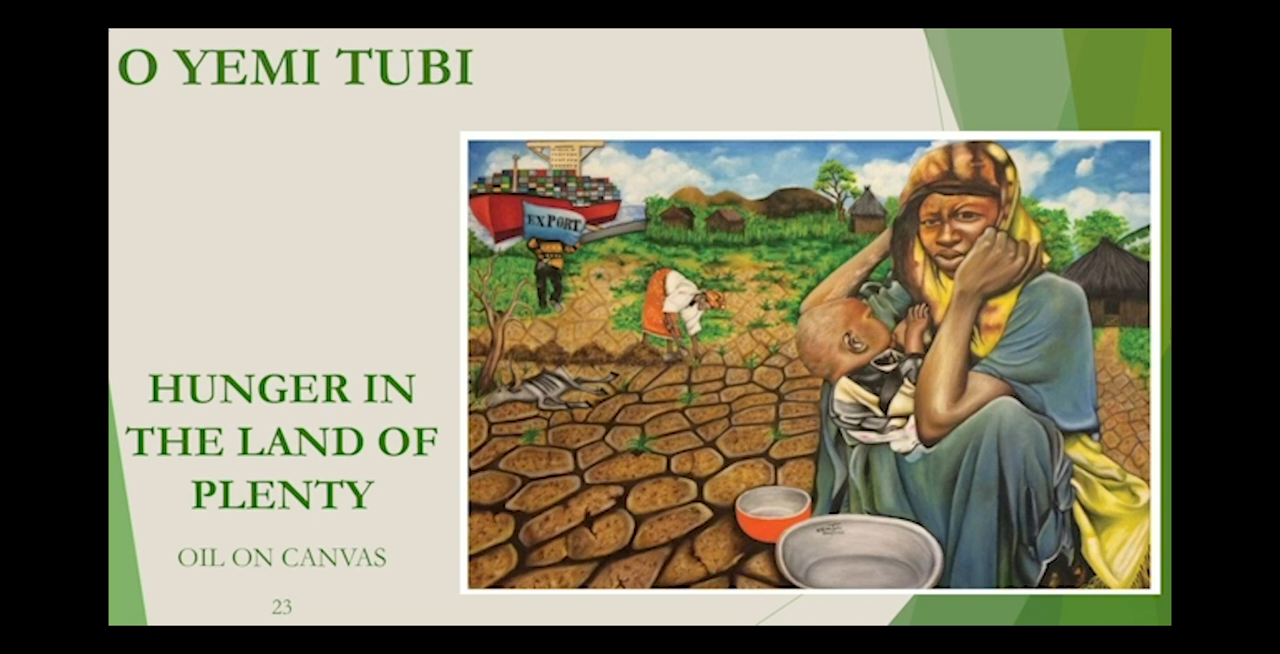 O YEMI TUBI
EXPORT
HUNGER IN
THE LAND OF
PLENTY
OIL ON CANVAS
23